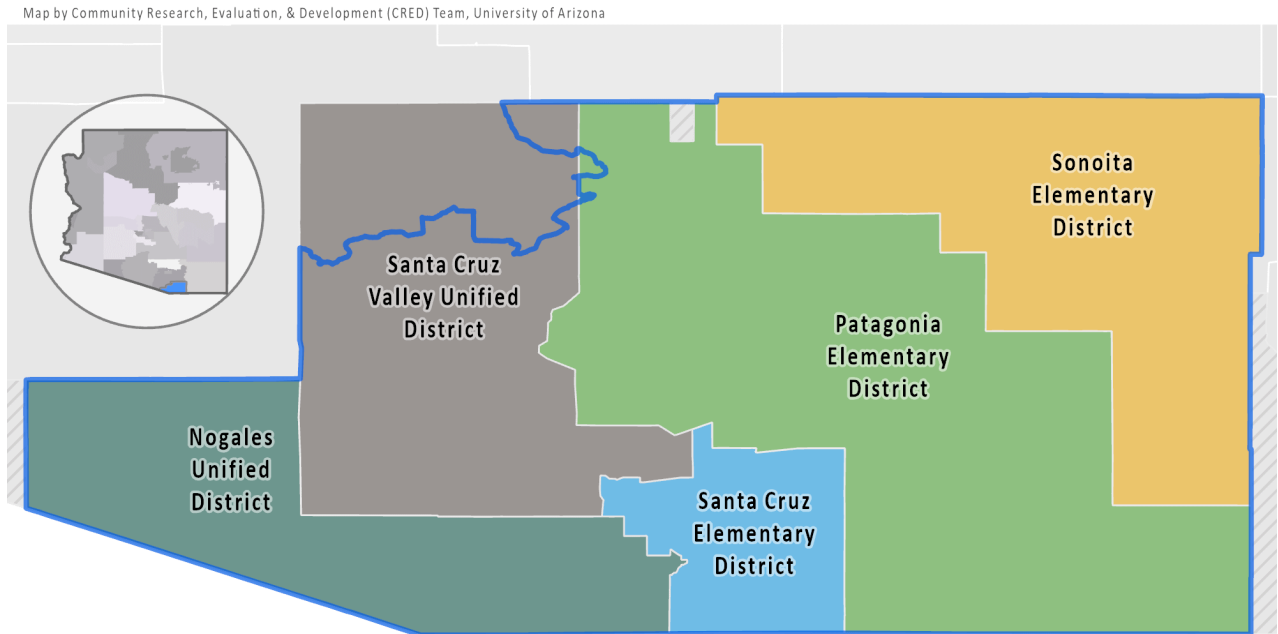 Map by Community Research, Evaluation, & Development (CRED) Team, University of Arizona
Sonoita
Elementary
District
Santa Cruz
Valley Unified
District
Patagonia
Elementary
District
Nogales
Unified
District
Santa Cruz
Elementary
District